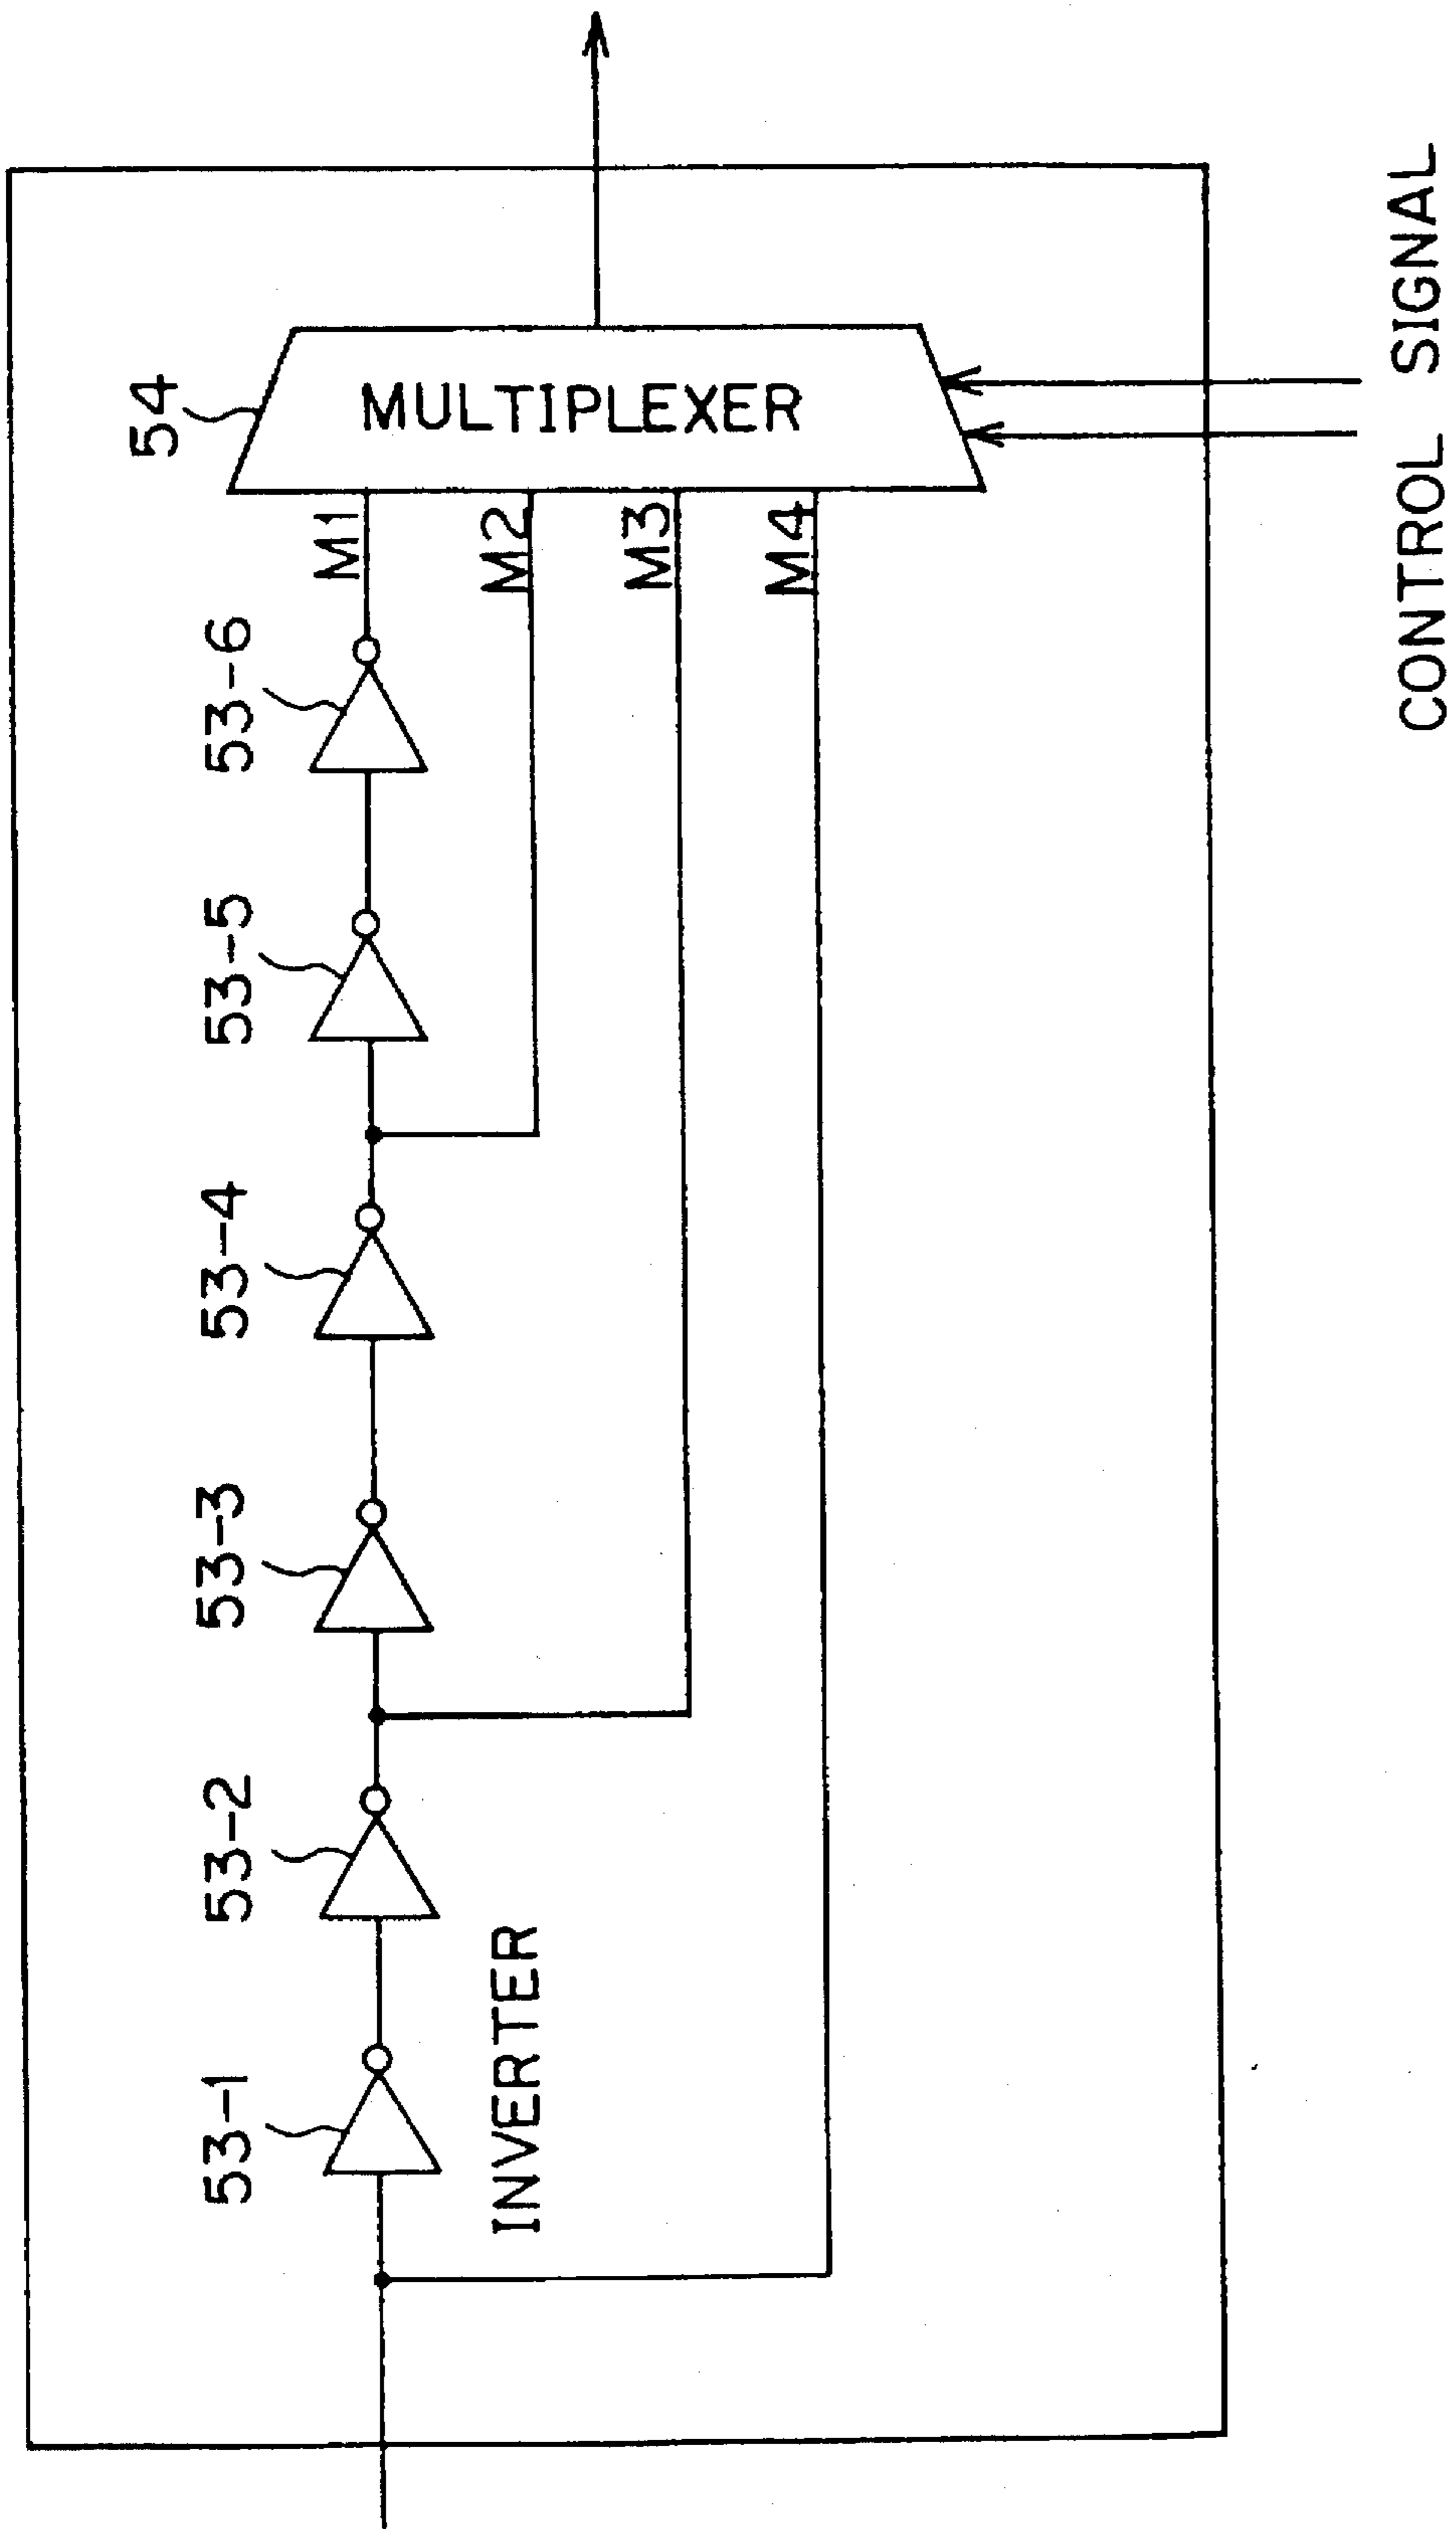 53-1
53-2
53-3
53-4
53-5
53-6
54
INVERTER
M1
M2
M3
M4
MULTIPLEXER
CONTROL SIGNAL